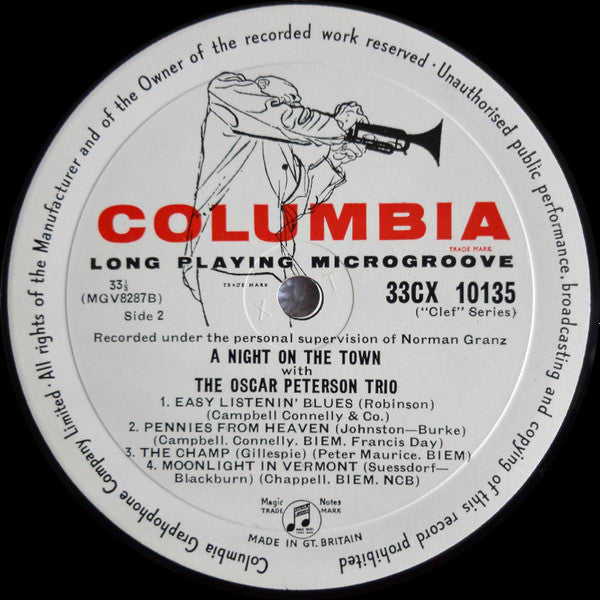 All rights of the Manufacturer and of the Owner of the recorded work reserved · Unauthorised public performance, broadcasting and copying of this record prohibited · Columbia Graphophone Company Limited ·
COLUMBIA
TRADE MARK
LONG PLAYING MICROGROOVE
TRADE MARK
33⅓
(MGV8287B)
Side 2
33CX 10135
("Clef" Series)
Recorded under the personal supervision of Norman Granz
A NIGHT ON THE TOWN
with
THE OSCAR PETERSON TRIO
1. EASY LISTENIN' BLUES (Robinson)
(Campbell Connelly & Co.)
2. PENNIES FROM HEAVEN (Johnston—Burke)
(Campbell. Connelly. BIEM. Francis Day)
3. THE CHAMP (Gillespie) (Peter Maurice. BIEM)
4. MOONLIGHT IN VERMONT (Suessdorf—
Blackburn) (Chappell. BIEM. NCB)
Magic Notes
TRADE MARK
MADE IN GT. BRITAIN